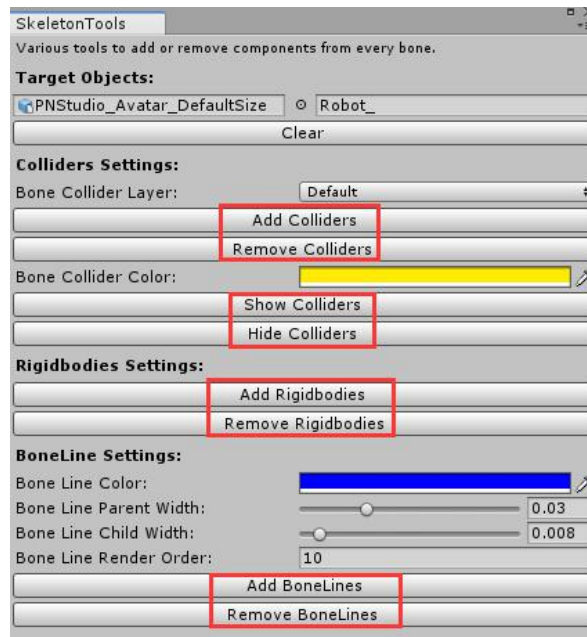 SkeletonTools
Various tools to add or remove components from every bone.
Target Objects:
PNStudio_Avatar_DefaultSize Robot_
Clear
Colliders Settings:
Bone Collider Layer: Default
Add Colliders
Remove Colliders
Bone Collider Color:
Show Colliders
Hide Colliders
Rigidbodies Settings:
Add Rigidbodies
Remove Rigidbodies
BoneLine Settings:
Bone Line Color:
Bone Line Parent Width: 0.03
Bone Line Child Width: 0.008
Bone Line Render Order: 10
Add BoneLines
Remove BoneLines